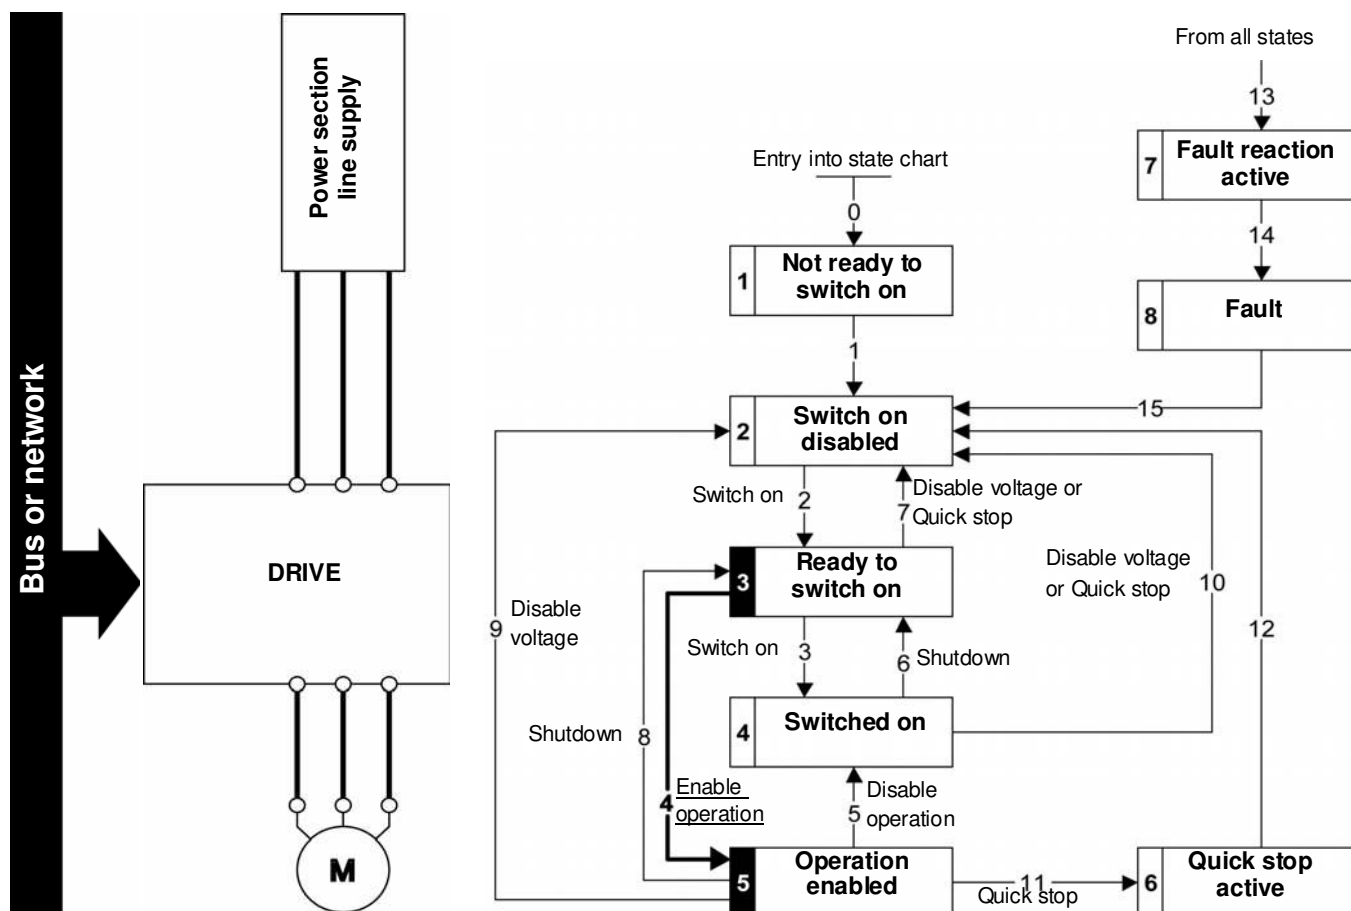 Bus or network
Power section
line supply
DRIVE
M
From all states
13
7
Fault reaction
active
14
8
Fault
15
Entry into state chart
0
1
Not ready to
switch on
1
2
Switch on
disabled
Switch on
2
7
Disable voltage or
Quick stop
3
Ready to
switch on
Disable voltage
or Quick stop
10
12
9
Disable
voltage
Switch on
3
6
Shutdown
4
Switched on
Shutdown
8
4
Enable
operation
5
Disable
operation
5
Operation
enabled
11
Quick stop
6
Quick stop
active